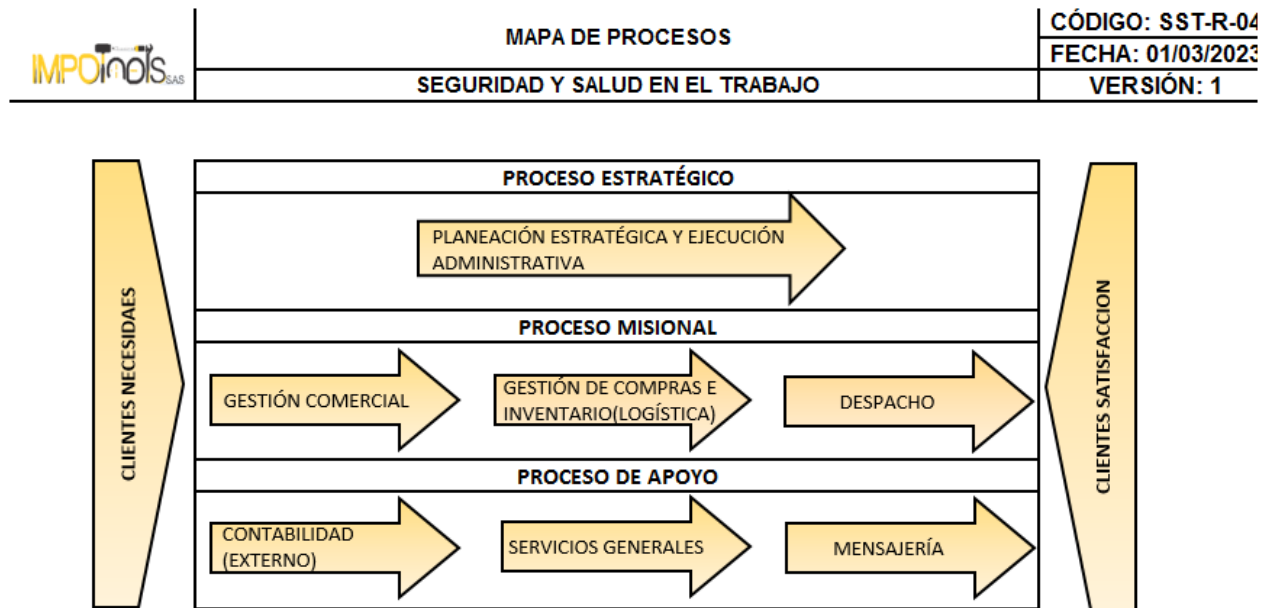 IMPOTools SAS
MAPA DE PROCESOS
SEGURIDAD Y SALUD EN EL TRABAJO
CÓDIGO: SST-R-04
FECHA: 01/03/2023
VERSIÓN: 1
CLIENTES NECESIDAES
PROCESO ESTRATÉGICO
PLANEACIÓN ESTRATÉGICA Y EJECUCIÓN
ADMINISTRATIVA
PROCESO MISIONAL
GESTIÓN COMERCIAL
GESTIÓN DE COMPRAS E
INVENTARIO(LOGÍSTICA)
DESPACHO
PROCESO DE APOYO
CONTABILIDAD
(EXTERNO)
SERVICIOS GENERALES
MENSAJERÍA
CLIENTES SATISFACCION